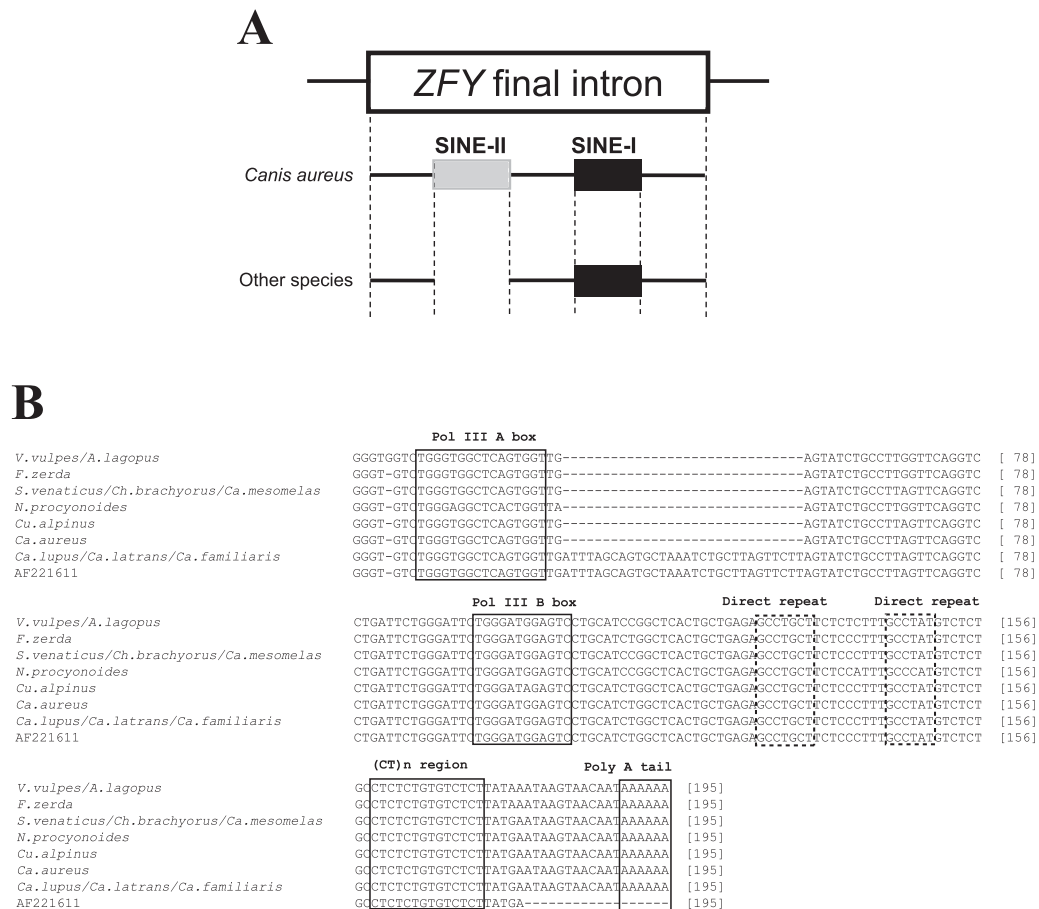 A
ZFY final intron
SINE-II SINE-I
Canis aureus
Other species
B
Pol III A box
V.vulpes/A.lagopus GGGTGGTCTGGGTGGCTCAGTGGTTG------------------------------AGTATCTGCCTTGGTTCAGGTC [ 78]
F.zerda GGGT-GTCTGGGTGGCTCAGTGGTTG------------------------------AGTATCTGCCTTGGTTCAGGTC [ 78]
S.venaticus/Ch.brachyorus/Ca.mesomelas GGGT-GTCTGGGTGGCTCAGTGGTTG------------------------------AGTATCTGCCTTAGTTCAGGTC [ 78]
N.procyonoides GGGT-GTCTGGGAGGCTCACTGGTTA------------------------------AGTATCTGCCTTGGTTCAGGTC [ 78]
Cu.alpinus GGGT-GTCTGGGTGGCTCAGTGGTTG------------------------------AGTATCTGCCTTAGTTCAGGTC [ 78]
Ca.aureus GGGT-GTCTGGGTGGCTCAGTGGTTG------------------------------AGTATCTGCCTTAGTTCAGGTC [ 78]
Ca.lupus/Ca.latrans/Ca.familiaris GGGT-GTCTGGGTGGCTCAGTGGTTGATTTAGCAGTGCTAAATCTGCTTAGTTCTTAGTATCTGCCTTAGTTCAGGTC [ 78]
AF221611 GGGT-GTCTGGGTGGCTCAGTGGTTGATTTAGCAGTGCTAAATCTGCTTAGTTCTTAGTATCTGCCTTAGTTCAGGTC [ 78]
Pol III B box Direct repeat Direct repeat
V.vulpes/A.lagopus CTGATTCTGGGATTCTGGGATGGAGTCCTGCATCCGGCTCACTGCTGAGAGCCTGCTTCTCTCTTTGCCTATGTCTCT [156]
F.zerda CTGATTCTGGGATTCTGGGATGGAGTCCTGCATCTGGCTCACTGCTGAGAGCCTGCTTCTCCCTTTGCCTATGTCTCT [156]
S.venaticus/Ch.brachyorus/Ca.mesomelas CTGATTCTGGGATTCTGGGATGGAGTCCTGCATCTGGCTCACTGCTGAGAGCCTGCTTCTCCCTTTGCCTATGTCTCT [156]
N.procyonoides CTGATTCTGGGATTCTGGGATGGAGTCCTGCATCCGGCTCACTGCTGAGAGCCTGCTTCTCCATTTGCCCATGTCTCT [156]
Cu.alpinus CTGATTCTGGGATTCTGGGATAGAGTCCTGCATCTGGCTCACTGCTGAGAGCCTGCTTCTCCCTTTGCCTATGTCTCT [156]
Ca.aureus CTGATTCTGGGATTCTGGGATGGAGTCCTGCATCTGGCTCACTGCTGAGAGCCTGCTTCTCCCTTTGCCTATGTCTCT [156]
Ca.lupus/Ca.latrans/Ca.familiaris CTGATTCTGGGATTCTGGGATGGAGTCCTGCATCTGGCTCACTGCTGAGAGCCTGCTTCTCCCTTTGCCTATGTCTCT [156]
AF221611 CTGATTCTGGGATTCTGGGATGGAGTCCTGCATCTGGCTCACTGCTGAGAGCCTGCTTCTCCCTTTGCCTATGTCTCT [156]
(CT)n region Poly A tail
V.vulpes/A.lagopus GCCTCTCTGTGTCTCTTATAAATAAGTAACAATAAAAAA [195]
F.zerda GCCTCTCTGTGTCTCTTATAAATAAGTAACAATAAAAAA [195]
S.venaticus/Ch.brachyorus/Ca.mesomelas GCCTCTCTGTGTCTCTTATGAATAAGTAACAATAAAAAA [195]
N.procyonoides GCCTCTCTGTGTCTCTTATGAATAAGTAACAATAAAAAA [195]
Cu.alpinus GCCTCTCTGTGTCTCTTATGAATAAGTAACAATAAAAAA [195]
Ca.aureus GCCTCTCTGTGTCTCTTATGAATAAGTAACAATAAAAAA [195]
Ca.lupus/Ca.latrans/Ca.familiaris GCCTCTCTGTGTCTCTTATGAATAAGTAACAATAAAAAA [195]
AF221611 GCCTCTCTGTGTCTCTTATGA------------------ [195]